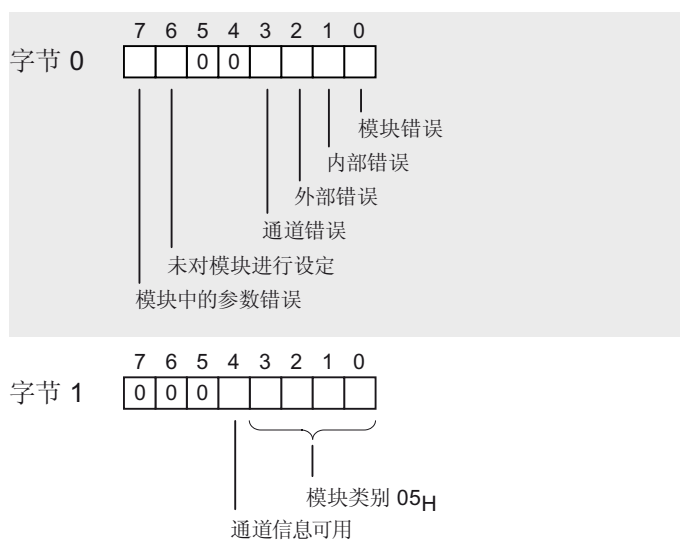 7 6 5 4 3 2 1 0
字节 0 0 0
模块错误
内部错误
外部错误
通道错误
未对模块进行设定
模块中的参数错误
7 6 5 4 3 2 1 0
字节 1 0 0 0
模块类别 05H
通道信息可用